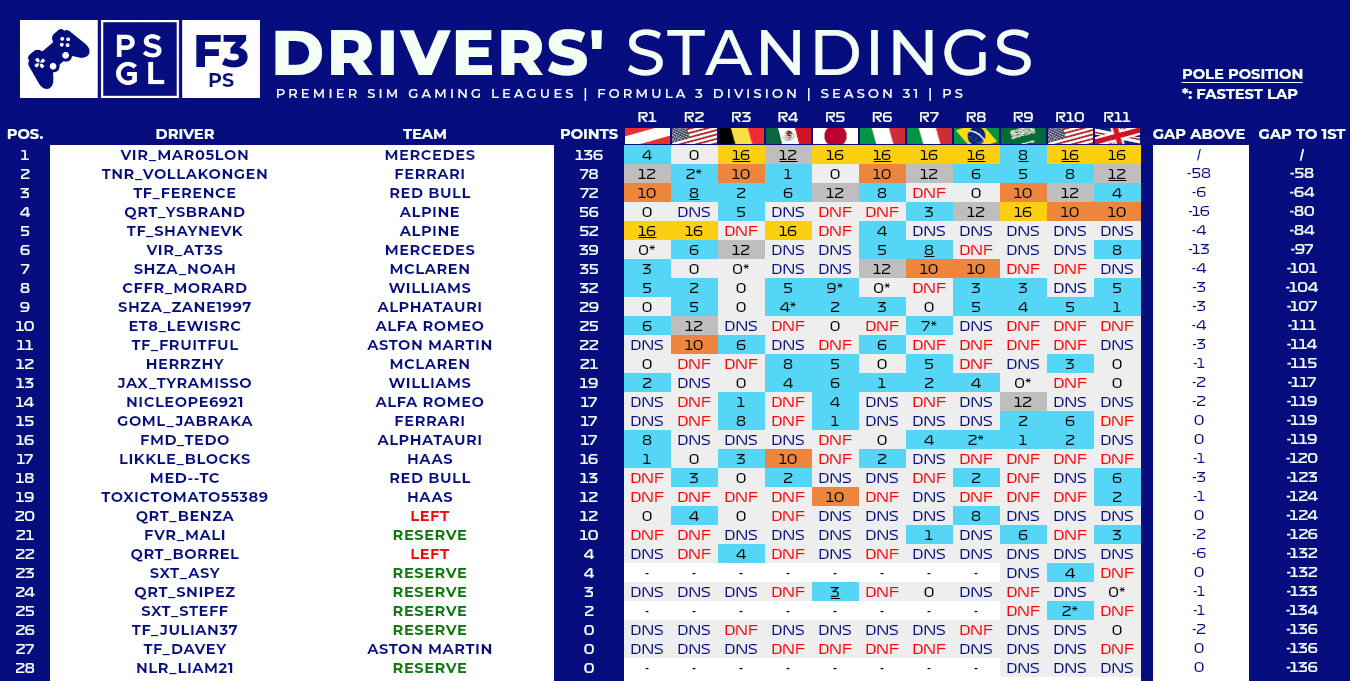 PS
GL
F3
PS
DRIVERS' STANDINGS
PREMIER SIM GAMING LEAGUES | FORMULA 3 DIVISION | SEASON 31 | PS
POLE POSITION
*: FASTEST LAP
R1 R2 R3 R4 R5 R6 R7 R8 R9 R10 R11
POS. DRIVER TEAM POINTS GAP ABOVE GAP TO 1ST
1 VIR_MAR05LON MERCEDES 136 4 0 16 12 16 16 16 16 8 16 16 / /
2 TNR_VOLLAKONGEN FERRARI 78 12 2* 10 1 0 10 12 6 5 8 12 -58 -58
3 TF_FERENCE RED BULL 72 10 8 2 6 12 8 DNF 0 10 12 4 -6 -64
4 QRT_YSBRAND ALPINE 56 0 DNS 5 DNS DNF DNF 3 12 16 10 10 -16 -80
5 TF_SHAYNEVK ALPINE 52 16 16 DNF 16 DNF 4 DNS DNS DNS DNS DNS -4 -84
6 VIR_AT3S MERCEDES 39 0* 6 12 DNS DNS 5 8 DNF DNS DNS 8 -13 -97
7 SHZA_NOAH MCLAREN 35 3 0 0* DNS DNS 12 10 10 DNF DNF DNS -4 -101
8 CFFR_MORARD WILLIAMS 32 5 2 0 5 9* 0* DNF 3 3 DNS 5 -3 -104
9 SHZA_ZANE1997 ALPHATAURI 29 0 5 0 4* 2 3 0 5 4 5 1 -3 -107
10 ET8_LEWISRC ALFA ROMEO 25 6 12 DNS DNF 0 DNF 7* DNS DNF DNF DNF -4 -111
11 TF_FRUITFUL ASTON MARTIN 22 DNS 10 6 DNS DNF 6 DNF DNF DNF DNF DNS -3 -114
12 HERRZHY MCLAREN 21 0 DNF DNF 8 5 0 5 DNF DNS 3 0 -1 -115
13 JAX_TYRAMISSO WILLIAMS 19 2 DNS 0 4 6 1 2 4 0* DNF 0 -2 -117
14 NICLEOPE6921 ALFA ROMEO 17 DNS DNF 1 DNF 4 DNS DNF DNS 12 DNS DNS -2 -119
15 GOML_JABRAKA FERRARI 17 DNS DNF 8 DNF 1 DNS DNS DNS 2 6 DNF 0 -119
16 FMD_TEDO ALPHATAURI 17 8 DNS DNS DNS DNF 0 4 2* 1 2 DNS 0 -119
17 LIKKLE_BLOCKS HAAS 16 1 0 3 10 DNF 2 DNS DNF DNF DNF DNF -1 -120
18 MED--TC RED BULL 13 DNF 3 0 2 DNS DNS DNF 2 DNF DNS 6 -3 -123
19 TOXICTOMATO55389 HAAS 12 DNF DNF DNF DNF 10 DNF DNS DNF DNF DNF 2 -1 -124
20 QRT_BENZA LEFT 12 0 4 0 DNF DNS DNS DNS 8 DNS DNS DNS 0 -124
21 FVR_MALI RESERVE 10 DNF DNF DNS DNS DNS DNS 1 DNS 6 DNF 3 -2 -126
22 QRT_BORREL LEFT 4 DNS DNF 4 DNF DNS DNF DNS DNS DNS DNS DNS -6 -132
23 SXT_ASY RESERVE 4 - - - - - - - - DNS 4 DNF 0 -132
24 QRT_SNIPEZ RESERVE 3 DNS DNS DNS DNF 3 DNF 0 DNS DNF DNS 0* -1 -133
25 SXT_STEFF RESERVE 2 - - - - - - - - DNF 2* DNF -1 -134
26 TF_JULIAN37 RESERVE 0 DNS DNS DNF DNS DNS DNS DNS DNF DNS DNS 0 -2 -136
27 TF_DAVEY ASTON MARTIN 0 DNS DNS DNS DNF DNF DNF DNF DNS DNS DNS DNF 0 -136
28 NLR_LIAM21 RESERVE 0 - - - - - - - - DNS DNS DNS 0 -136